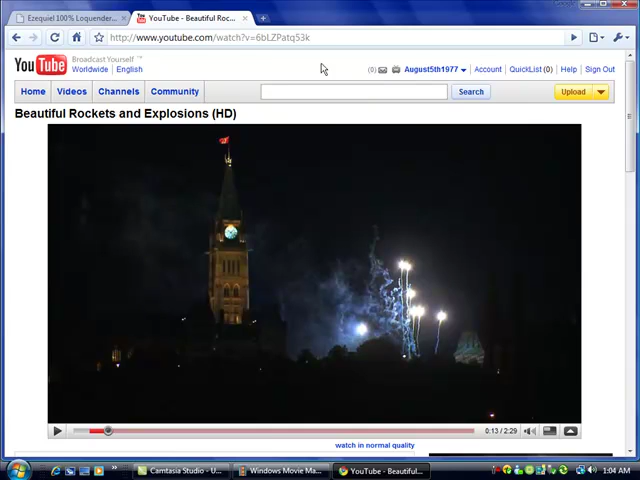 Ezequiel 100% Loquender...
YouTube - Beautiful Roc...
http://www.youtube.com/watch?v=6bLZPatq53k
YouTube
Broadcast Yourself ™
Worldwide | English
(0) August5th1977 | Account | QuickList (0) | Help | Sign Out
Home Videos Channels Community Search Upload
Beautiful Rockets and Explosions (HD)
0:13 / 2:29
watch in normal quality
Camtasia Studio - U...
Windows Movie Ma...
YouTube - Beautiful...
1:04 AM